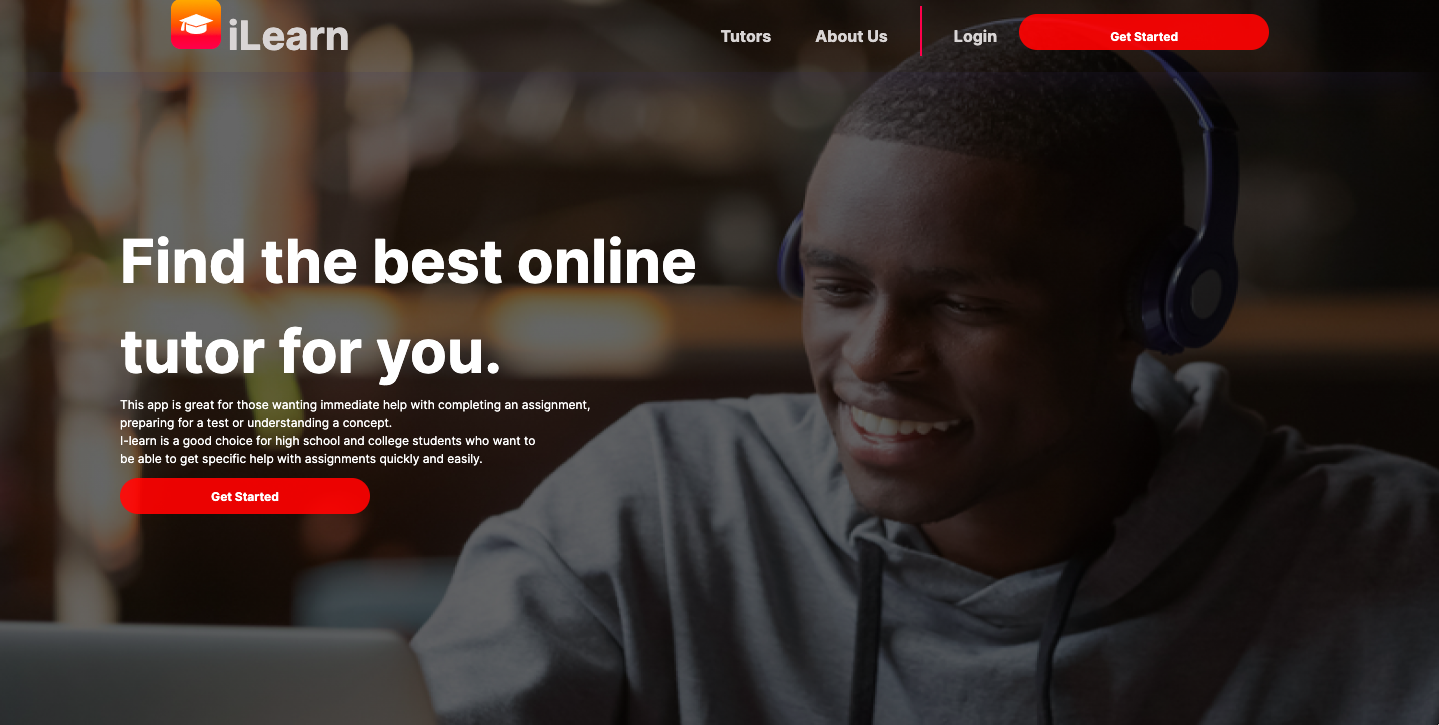 iLearn
Tutors
About Us
Login
Get Started
Find the best online
tutor for you.
This app is great for those wanting immediate help with completing an assignment,
preparing for a test or understanding a concept.
I-learn is a good choice for high school and college students who want to
be able to get specific help with assignments quickly and easily.
Get Started